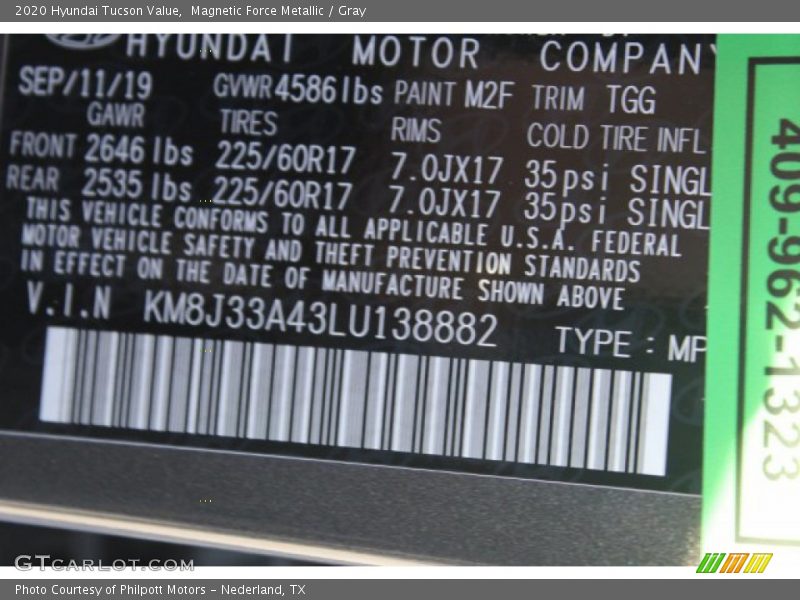 2020 Hyundai Tucson Value, Magnetic Force Metallic / Gray
HYUNDAI MOTOR COMPANY
SEP/11/19 GVWR 4586lbs PAINT M2F TRIM TGG
GAWR TIRES RIMS COLD TIRE INFL
FRONT 2646 lbs 225/60R17 7.0JX17 35psi SINGL
REAR 2535 lbs 225/60R17 7.0JX17 35psi SINGL
THIS VEHICLE CONFORMS TO ALL APPLICABLE U.S.A. FEDERAL
MOTOR VEHICLE SAFETY AND THEFT PREVENTION STANDARDS
IN EFFECT ON THE DATE OF MANUFACTURE SHOWN ABOVE
V.I.N KM8J33A43LU138882 TYPE : MP
409-962-1323
GTCARLOT.COM
Photo Courtesy of Philpott Motors - Nederland, TX